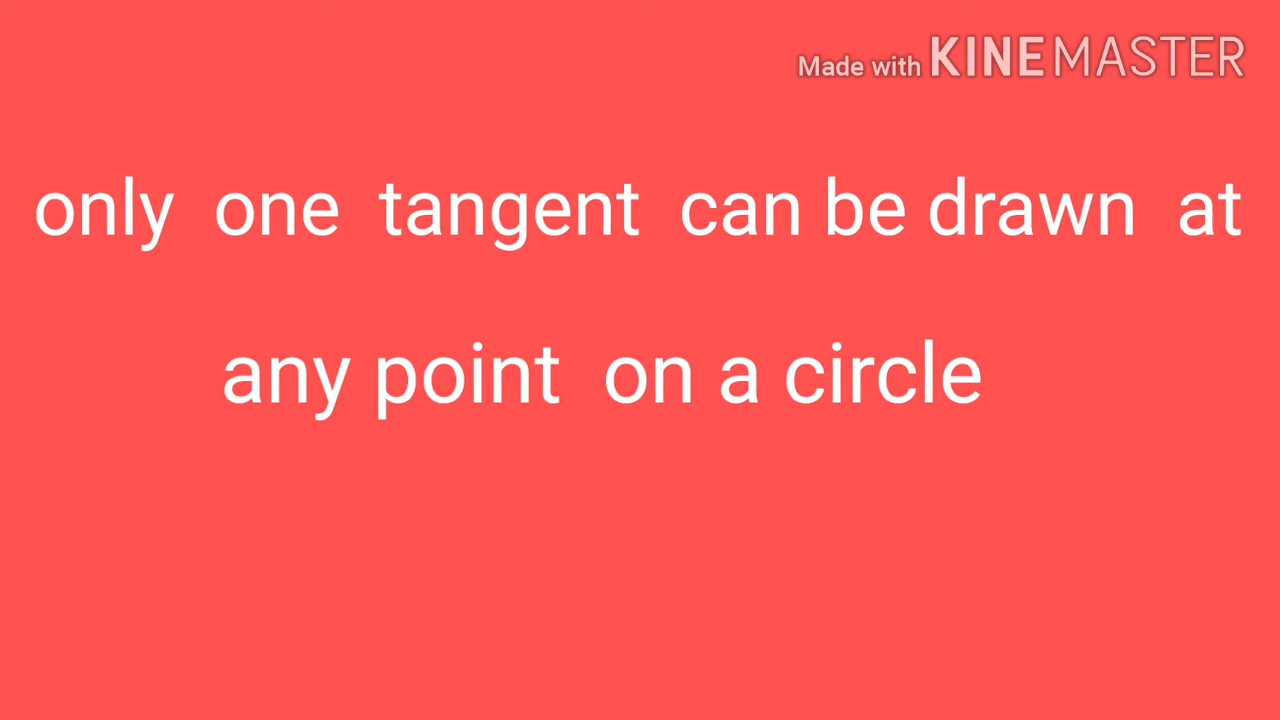 Made with KINEMASTER
only one tangent can be drawn at
any point on a circle